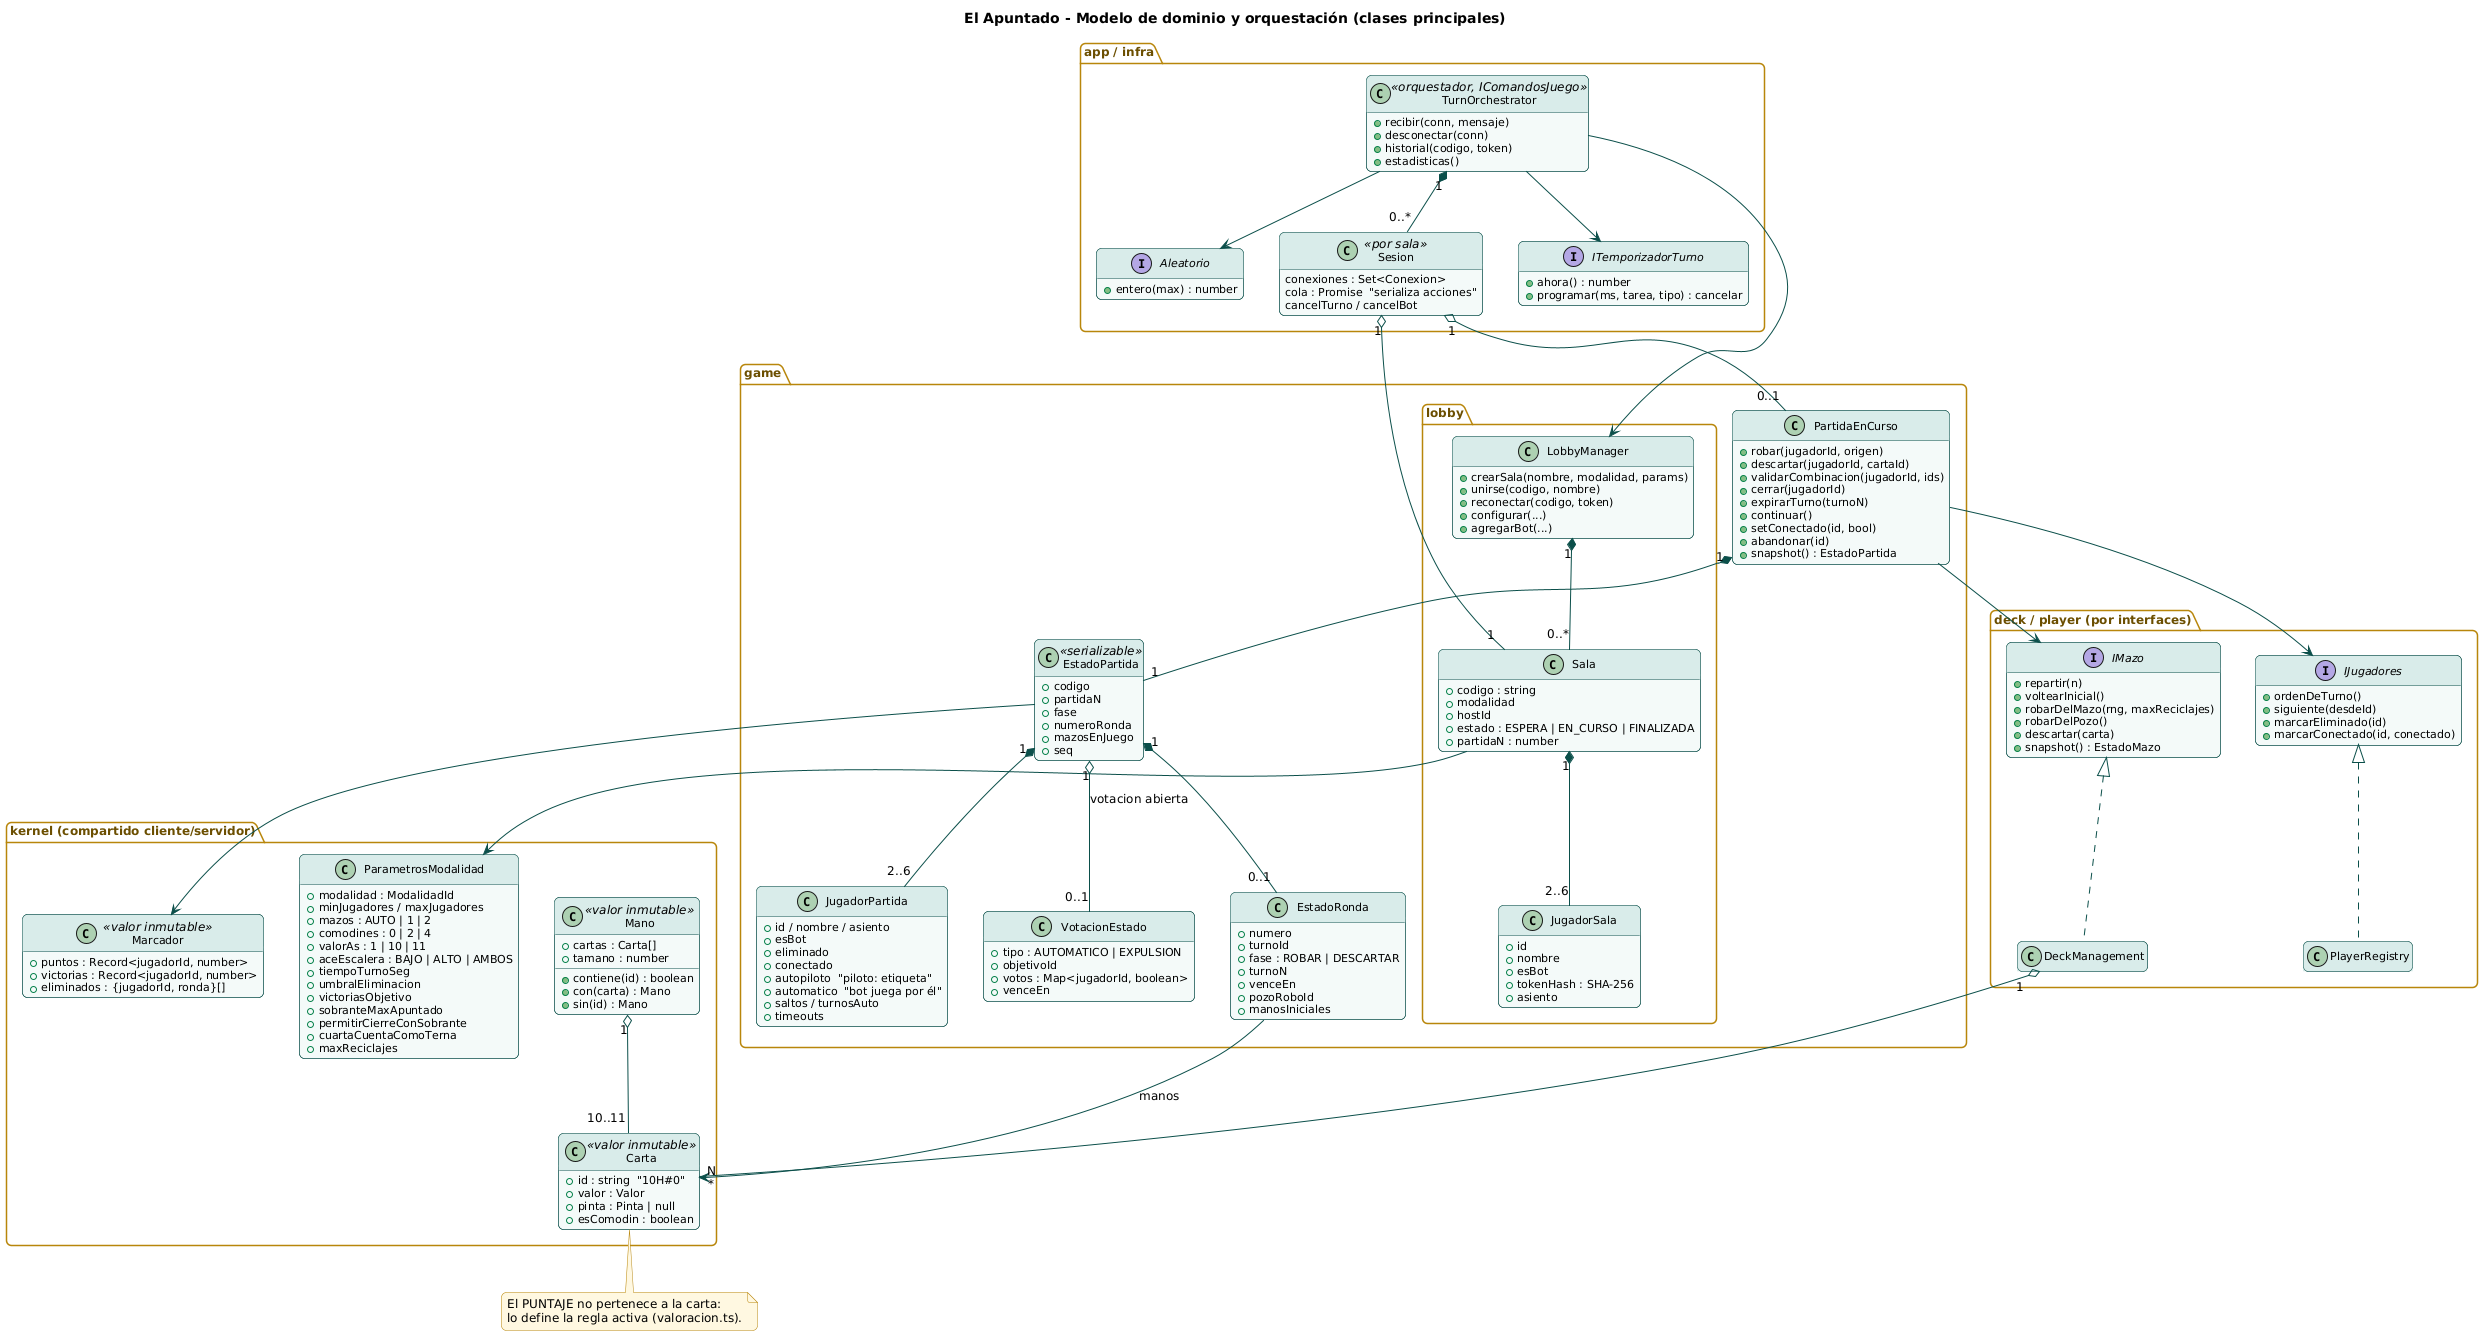 El Apuntado - Modelo de dominio y orquestación (clases principales)
app / infra
C
«orquestador, IComandosJuego»
TurnOrchestrator
recibir(conn, mensaje)
desconectar(conn)
historial(codigo, token)
estadisticas()
1
0..*
I
Aleatorio
entero(max) : number
C
«por sala»
Sesion
conexiones : Set<Conexion>
cola : Promise  "serializa acciones"
cancelTurno / cancelBot
I
ITemporizadorTurno
ahora() : number
programar(ms, tarea, tipo) : cancelar
1
1
game
0..1
lobby
C
LobbyManager
crearSala(nombre, modalidad, params)
unirse(codigo, nombre)
reconectar(codigo, token)
configurar(...)
agregarBot(...)
C
PartidaEnCurso
robar(jugadorId, origen)
descartar(jugadorId, cartaId)
validarCombinacion(jugadorId, ids)
cerrar(jugadorId)
expirarTurno(turnoN)
continuar()
setConectado(id, bool)
abandonar(id)
snapshot() : EstadoPartida
1
1
1
0..*
1
C
«serializable»
EstadoPartida
codigo
partidaN
fase
numeroRonda
mazosEnJuego
seq
C
Sala
codigo : string
modalidad
hostId
estado : ESPERA | EN_CURSO | FINALIZADA
partidaN : number
deck / player (por interfaces)
I
IMazo
repartir(n)
voltearInicial()
robarDelMazo(rng, maxReciclajes)
robarDelPozo()
descartar(carta)
snapshot() : EstadoMazo
I
IJugadores
ordenDeTurno()
siguiente(desdeId)
marcarEliminado(id)
marcarConectado(id, conectado)
1
1
1
1
votacion abierta
2..6
0..1
0..1
2..6
kernel (compartido cliente/servidor)
C
«valor inmutable»
Marcador
puntos : Record<jugadorId, number>
victorias : Record<jugadorId, number>
eliminados : {jugadorId, ronda}[]
C
ParametrosModalidad
modalidad : ModalidadId
minJugadores / maxJugadores
mazos : AUTO | 1 | 2
comodines : 0 | 2 | 4
valorAs : 1 | 10 | 11
aceEscalera : BAJO | ALTO | AMBOS
tiempoTurnoSeg
umbralEliminacion
victoriasObjetivo
sobranteMaxApuntado
permitirCierreConSobrante
cuartaCuentaComoTerna
maxReciclajes
C
«valor inmutable»
Mano
cartas : Carta[]
tamano : number
contiene(id) : boolean
con(carta) : Mano
sin(id) : Mano
C
JugadorPartida
id / nombre / asiento
esBot
eliminado
conectado
autopiloto  "piloto: etiqueta"
automatico  "bot juega por él"
saltos / turnosAuto
timeouts
C
VotacionEstado
tipo : AUTOMATICO | EXPULSION
objetivoId
votos : Map<jugadorId, boolean>
venceEn
C
EstadoRonda
numero
turnoId
fase : ROBAR | DESCARTAR
turnoN
venceEn
pozoRoboId
manosIniciales
C
JugadorSala
id
nombre
esBot
tokenHash : SHA-256
asiento
C
DeckManagement
C
PlayerRegistry
1
1
manos
10..11
N
*
C
«valor inmutable»
Carta
id : string  "10H#0"
valor : Valor
pinta : Pinta | null
esComodin : boolean
El PUNTAJE no pertenece a la carta:
lo define la regla activa (valoracion.ts).